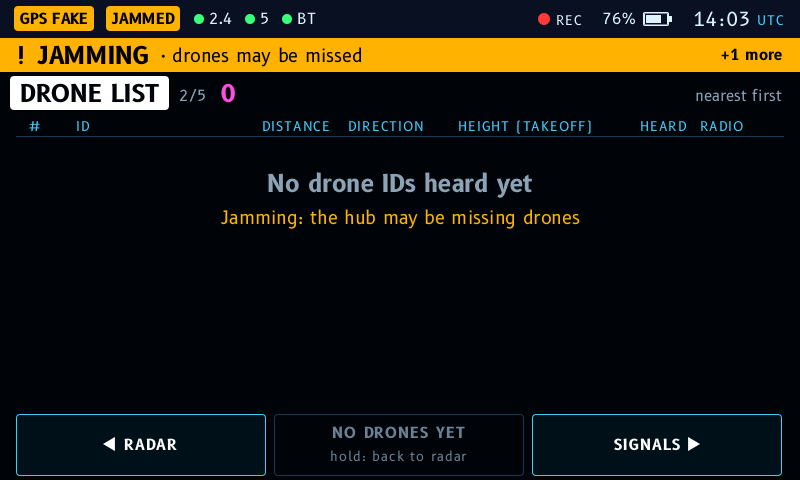 GPS FAKE JAMMED 2.4 5 BT REC 76% 14:03 UTC
! JAMMING · drones may be missed +1 more
DRONE LIST 2/5 0 nearest first
# ID DISTANCE DIRECTION HEIGHT (TAKEOFF) HEARD RADIO
No drone IDs heard yet
Jamming: the hub may be missing drones
◀ RADAR NO DRONES YET SIGNALS ▶
hold: back to radar